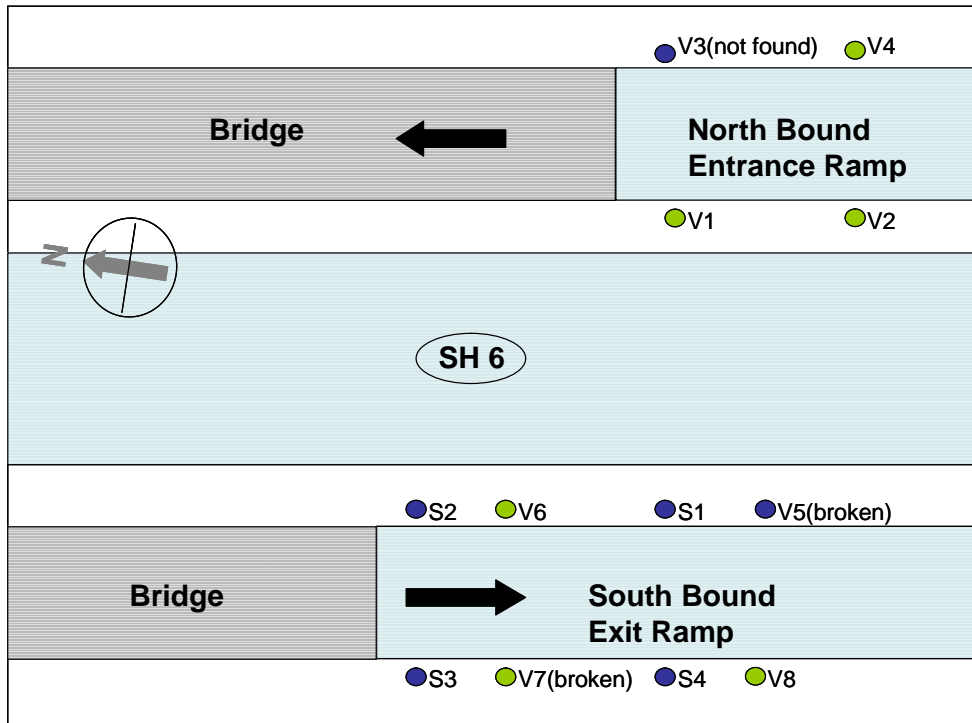 V3(not found)
V4
Bridge
North Bound
Entrance Ramp
V1
V2
N
SH 6
S2
V6
S1
V5(broken)
Bridge
South Bound
Exit Ramp
S3
V7(broken)
S4
V8